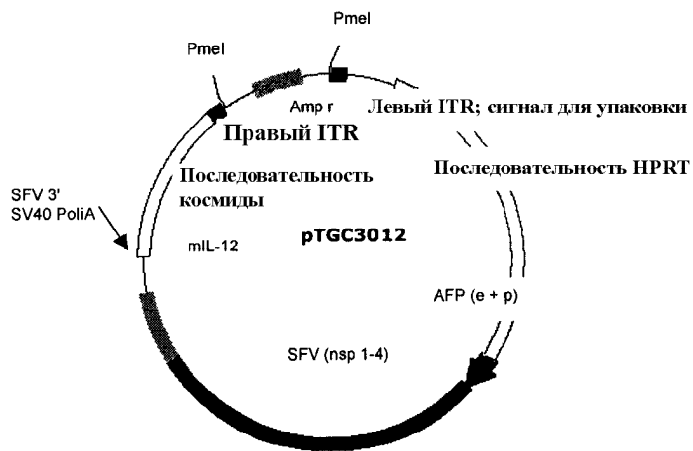 PmeI
PmeI
Amp r
Левый ITR; сигнал для упаковки
Правый ITR
Последовательность HPRT
Последовательность
космиды
SFV 3'
SV40 PoliA
mIL-12
pTGC3012
AFP (e + p)
SFV (nsp 1-4)